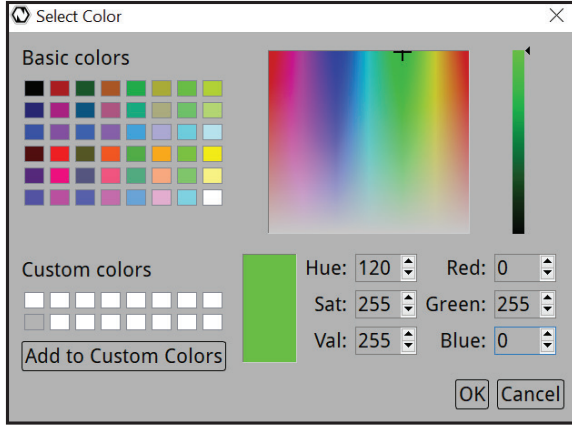 Select Color
Basic colors
Custom colors
Add to Custom Colors
Hue: 120 Red: 0
Sat: 255 Green: 255
Val: 255 Blue: 0
OK Cancel